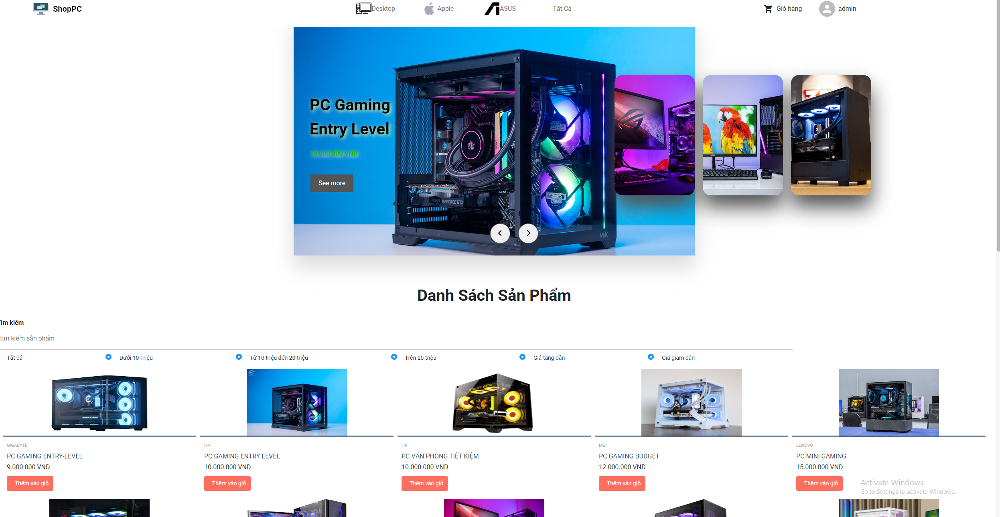 ShopPC
Desktop
Apple
ASUS
Tất Cả
Giỏ hàng
admin
PC Gaming
Entry Level
10.000.000 VNĐ
See more
GEFORCE GTX
MIK
Danh Sách Sản Phẩm
Tìm kiếm
tìm kiếm sản phẩm
Tất cả
Dưới 10 Triệu
Từ 10 triệu đến 20 triệu
Trên 20 triệu
Giá tăng dần
Giá giảm dần
GIGABYTE
PC GAMING ENTRY-LEVEL
9.000.000 VND
Thêm vào giỏ
HP
PC GAMING ENTRY LEVEL
10.000.000 VND
Thêm vào giỏ
HP
PC VĂN PHÒNG TIẾT KIỆM
10.000.000 VND
Thêm vào giỏ
MSI
PC GAMING BUDGET
12.000.000 VND
Thêm vào giỏ
LENOVO
PC MINI GAMING
15.000.000 VND
Thêm vào giỏ
Activate Windows
Go to Settings to activate Windows.